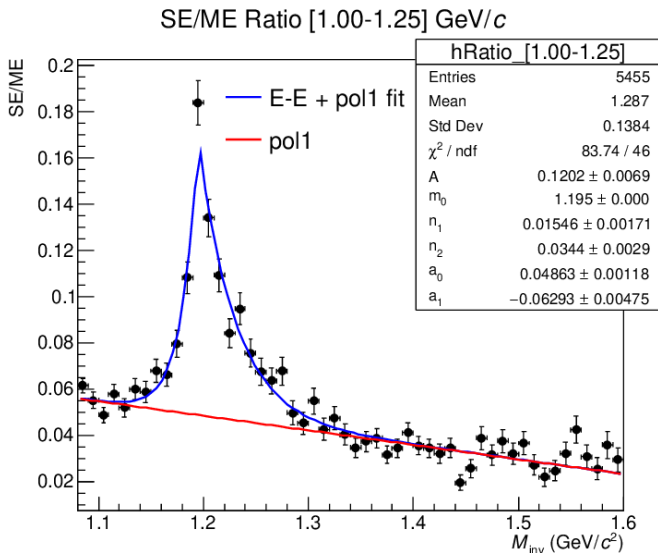 SE/ME Ratio [1.00-1.25] GeV/c
hRatio_[1.00-1.25]
Entries 5455
Mean 1.287
Std Dev 0.1384
χ² / ndf 83.74 / 46
A 0.1202 ± 0.0069
m₀ 1.195 ± 0.000
n₁ 0.01546 ± 0.00171
n₂ 0.0344 ± 0.0029
a₀ 0.04863 ± 0.00118
a₁ −0.06293 ± 0.00475
SE/ME
E-E + pol1 fit
pol1
0.2
0.18
0.16
0.14
0.12
0.1
0.08
0.06
0.04
0.02
1.1 1.2 1.3 1.4 1.5 1.6
M_inv (GeV/c²)